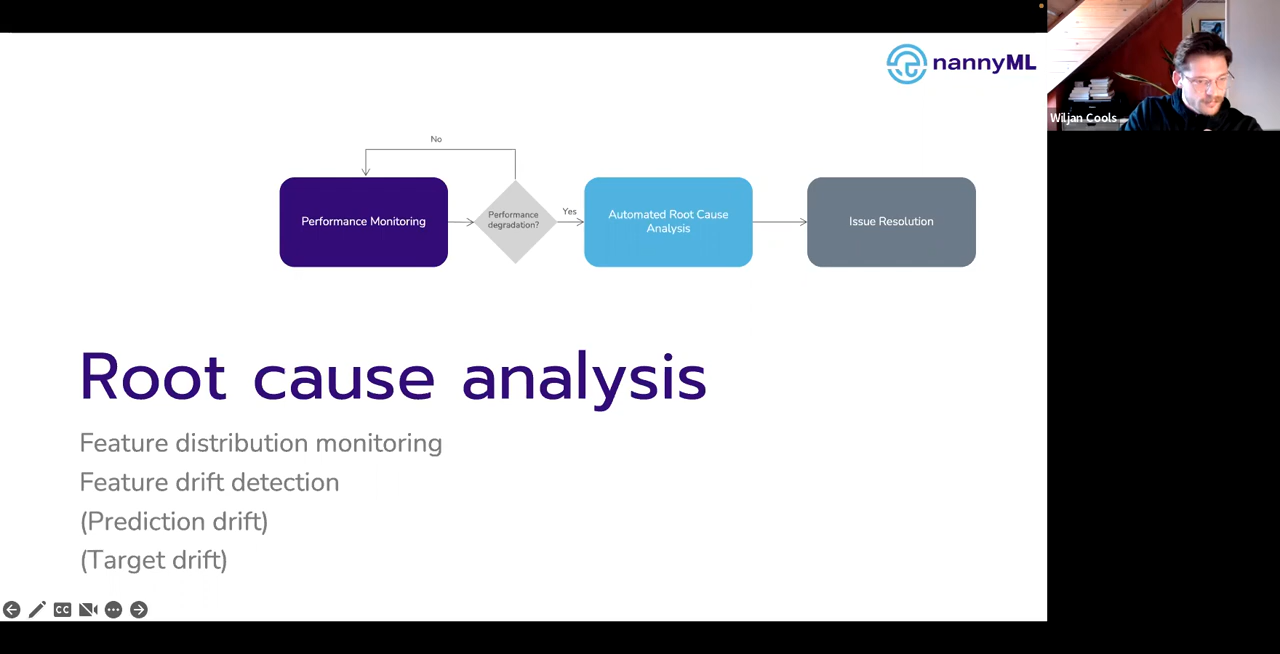 nannyML
Wiljan Cools
No
Performance Monitoring
Performance
degradation?
Yes
Automated Root Cause
Analysis
Issue Resolution
Root cause analysis
Feature distribution monitoring
Feature drift detection
(Prediction drift)
(Target drift)
CC